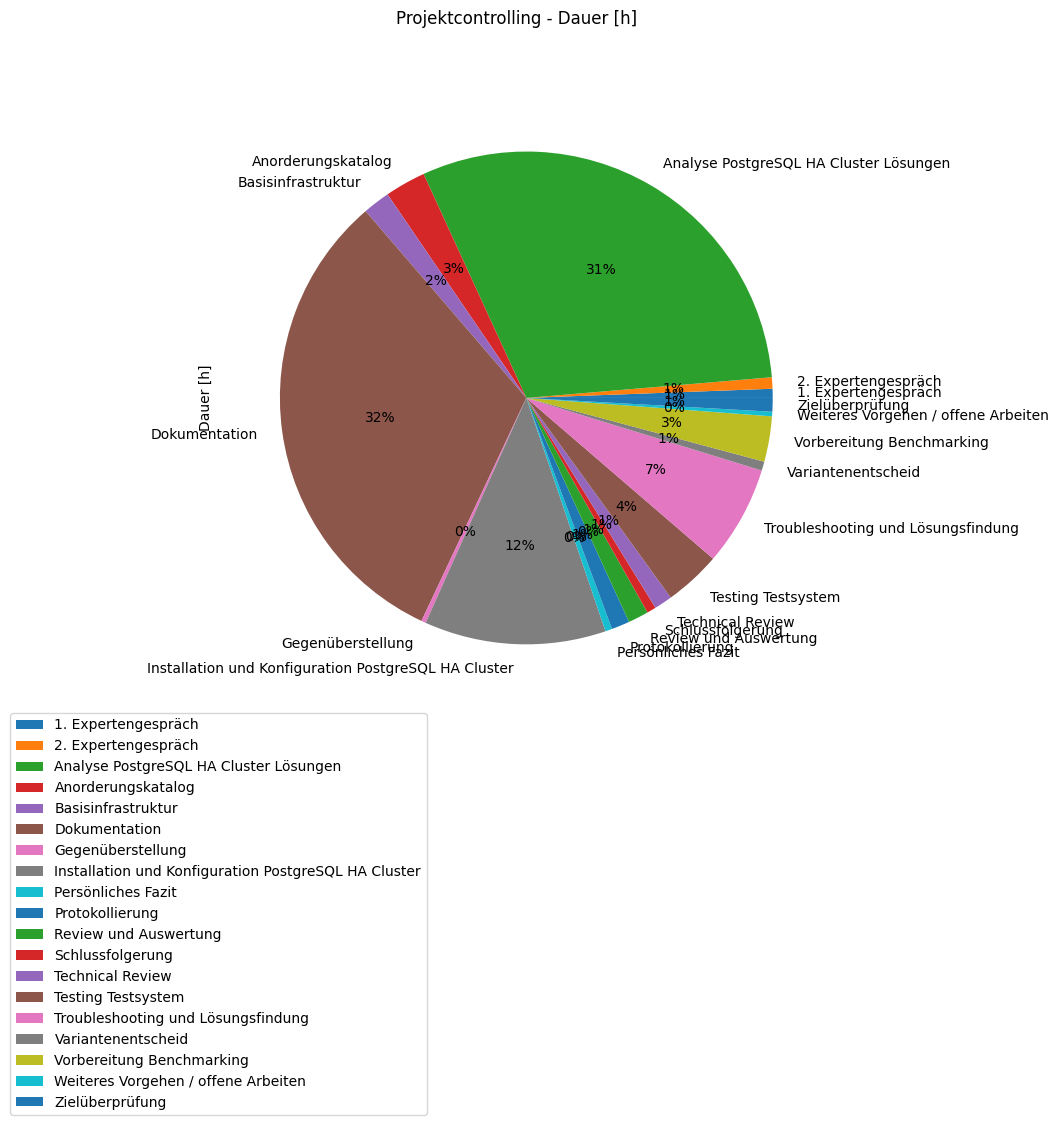 Projektcontrolling - Dauer [h]
Anorderungskatalog
Analyse PostgreSQL HA Cluster Lösungen
Basisinfrastruktur
31%
3%
2%
2. Expertengespräch
1%
1. Expertengespräch
1%
Zielüberprüfung
1%
Weiteres Vorgehen / offene Arbeiten
0%
Dauer [h]
32%
Dokumentation
3%
Vorbereitung Benchmarking
1%
Variantenentscheid
7%
Troubleshooting und Lösungsfindung
4%
Testing Testsystem
1%
Technical Review
Schlussfolgerung
Review und Auswertung
Protokollierung
Persönliches Fazit
0%
12%
0%
Gegenüberstellung
Installation und Konfiguration PostgreSQL HA Cluster
1. Expertengespräch
2. Expertengespräch
Analyse PostgreSQL HA Cluster Lösungen
Anorderungskatalog
Basisinfrastruktur
Dokumentation
Gegenüberstellung
Installation und Konfiguration PostgreSQL HA Cluster
Persönliches Fazit
Protokollierung
Review und Auswertung
Schlussfolgerung
Technical Review
Testing Testsystem
Troubleshooting und Lösungsfindung
Variantenentscheid
Vorbereitung Benchmarking
Weiteres Vorgehen / offene Arbeiten
Zielüberprüfung